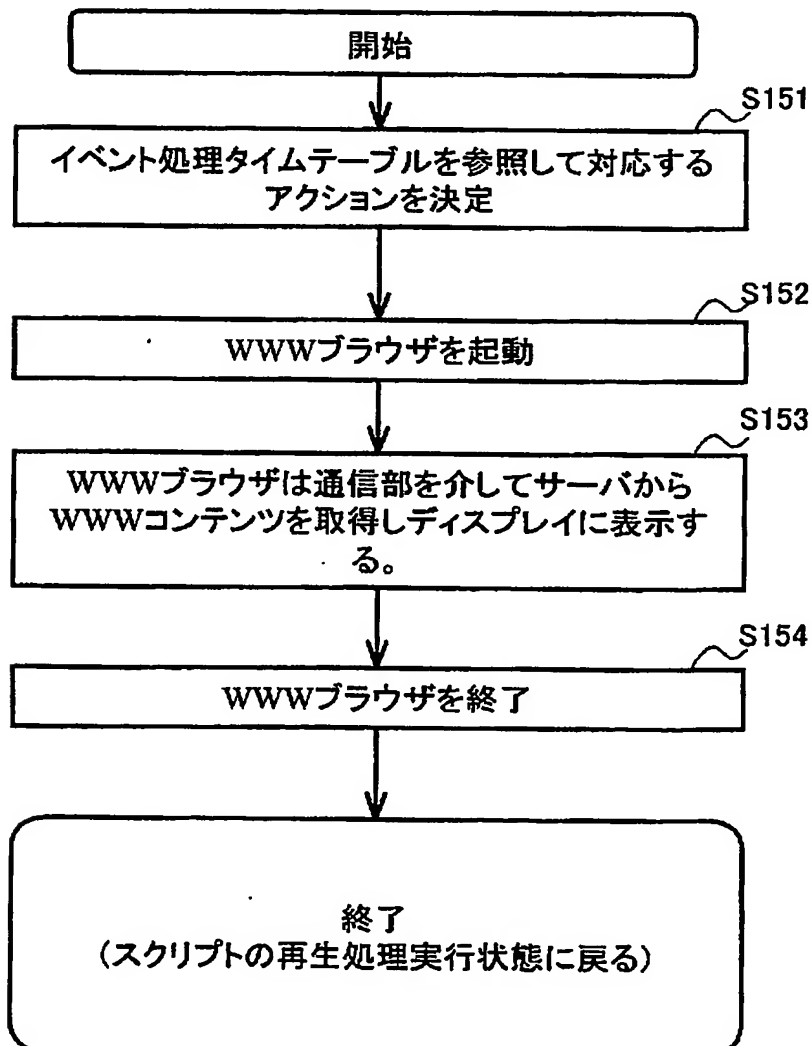 開始
S151
イベント処理タイムテーブルを参照して対応する
アクションを決定
S152
WWWブラウザを起動
S153
WWWブラウザは通信部を介してサーバから
WWWコンテンツを取得しディスプレイに表示す
る。
S154
WWWブラウザを終了
終了
(スクリプトの再生処理実行状態に戻る)